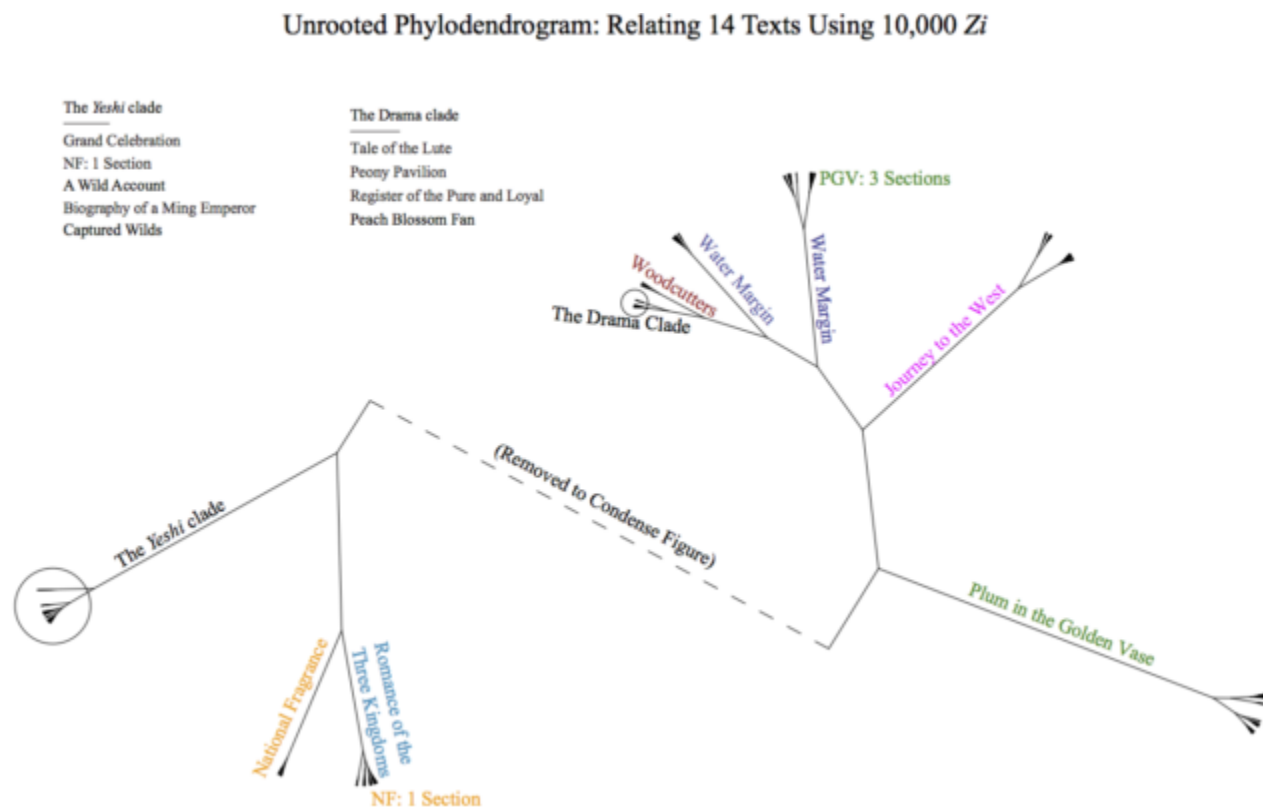 Unrooted Phylodendrogram: Relating 14 Texts Using 10,000 Zi
The Yeshi clade
Grand Celebration
NF: 1 Section
A Wild Account
Biography of a Ming Emperor
Captured Wilds
The Drama clade
Tale of the Lute
Peony Pavilion
Register of the Pure and Loyal
Peach Blossom Fan
PGV: 3 Sections
Water Margin
Water Margin
Woodcutters
The Drama Clade
Journey to the West
(Removed to Condense Figure)
The Yeshi clade
Plum in the Golden Vase
National Fragrance
Romance of the
Three Kingdoms
NF: 1 Section